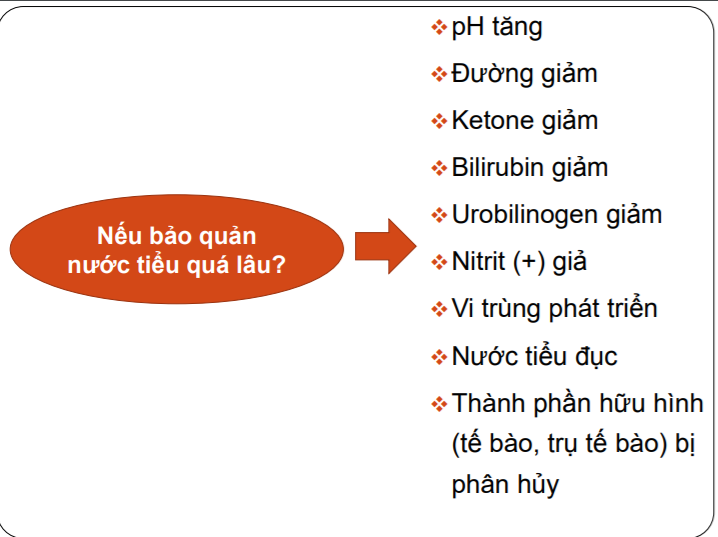 Nếu bảo quản
nước tiểu quá lâu?
pH tăng
Đường giảm
Ketone giảm
Bilirubin giảm
Urobilinogen giảm
Nitrit (+) giả
Vi trùng phát triển
Nước tiểu đục
Thành phần hữu hình
(tế bào, trụ tế bào) bị
phân hủy